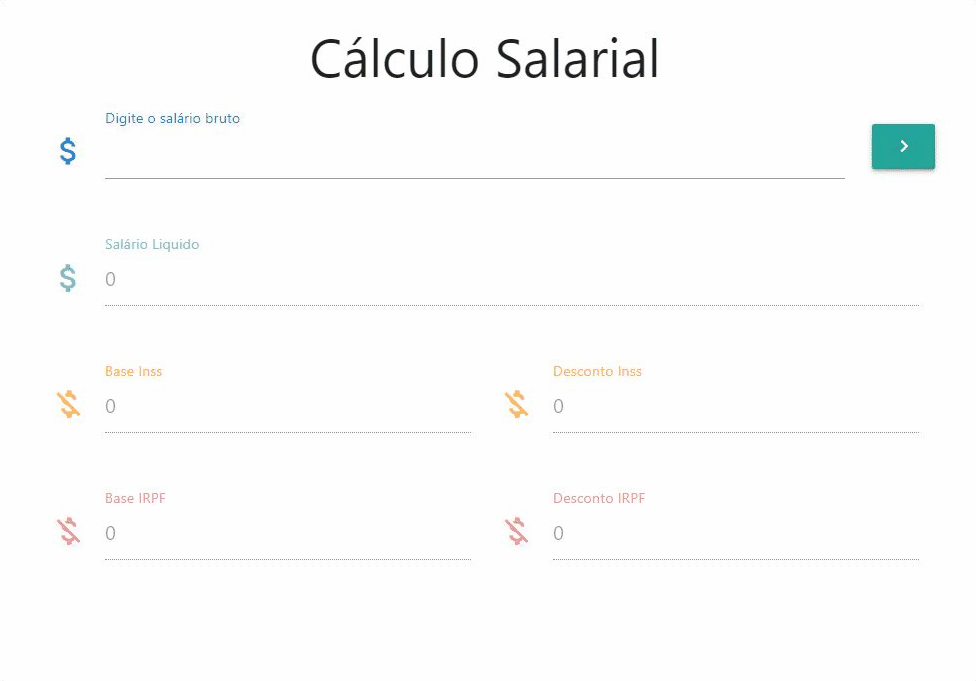 Cálculo Salarial
Digite o salário bruto
Salário Liquido
0
Base Inss
Desconto Inss
0
0
Base IRPF
Desconto IRPF
0
0